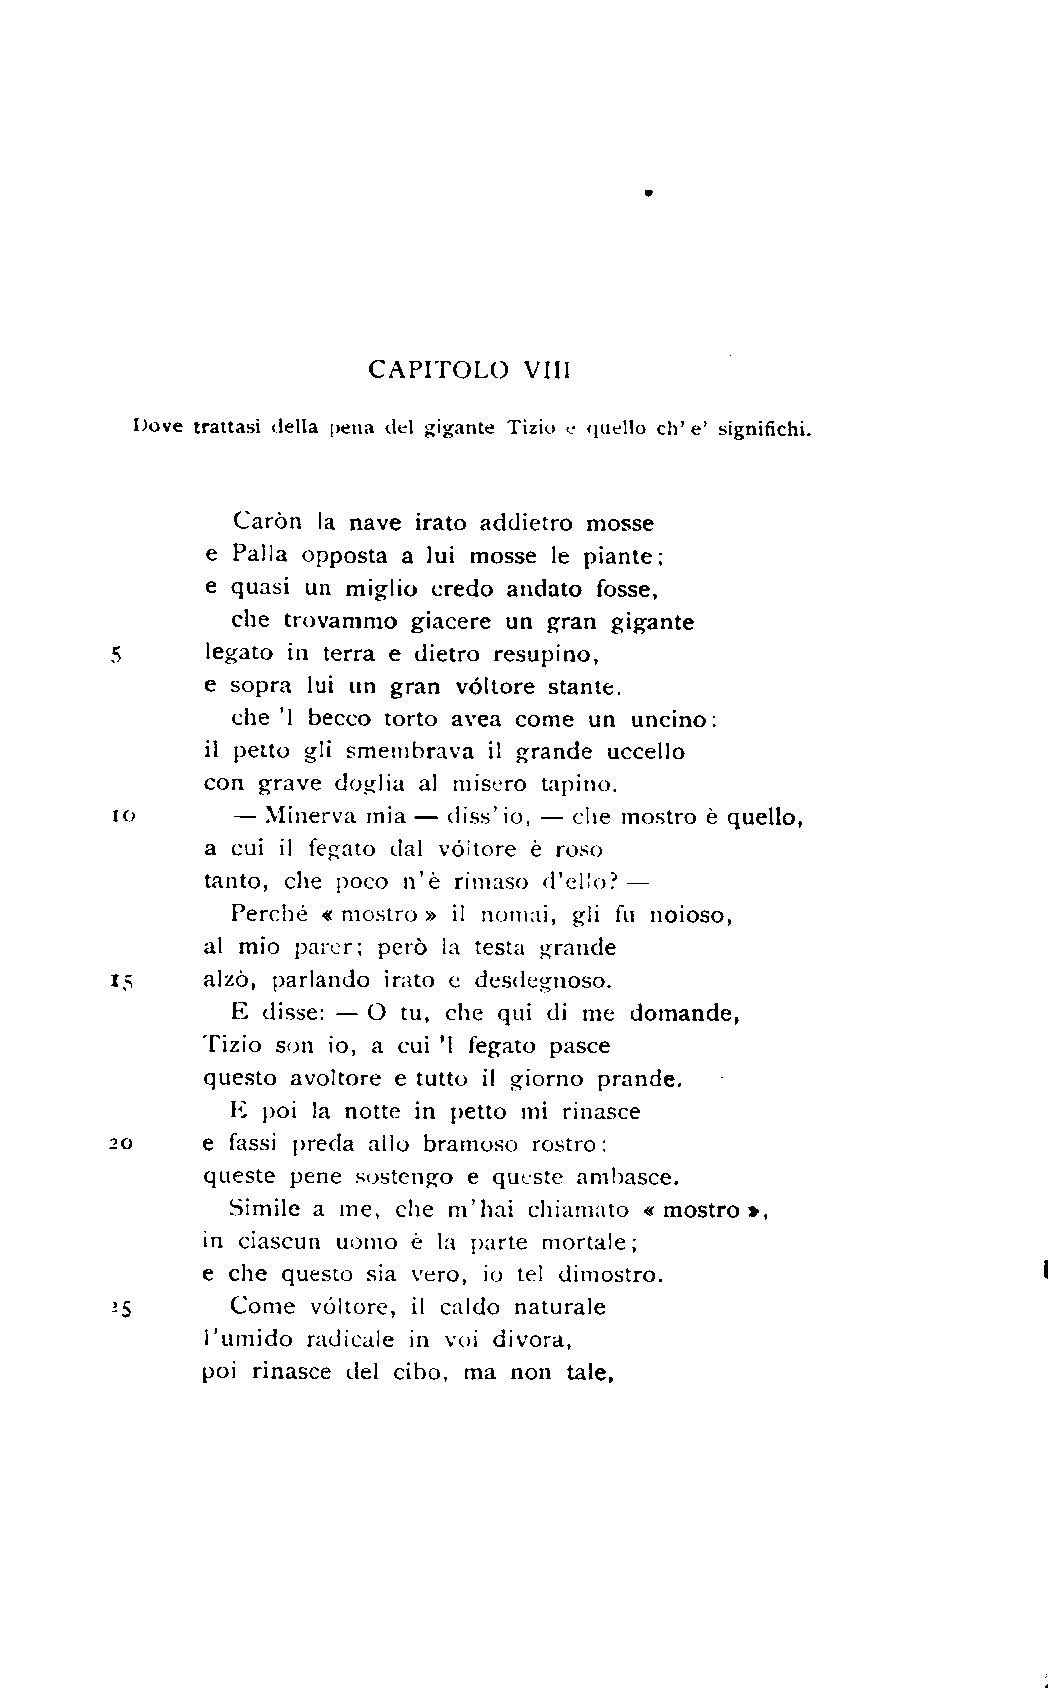 CAPITOLO VIII
Dove trattasi della pena del gigante Tizio e quello ch' e' significhi.
Caròn la nave irato addietro mosse
e Palla opposta a lui mosse le piante;
e quasi un miglio credo andato fosse,
che trovammo giacere un gran gigante
5 legato in terra e dietro resupino,
e sopra lui un gran vóltore stante.
che 'l becco torto avea come un uncino:
il petto gli smembrava il grande uccello
con grave doglia al misero tapino.
10 — Minerva mia — diss' io, — che mostro è quello,
a cui il fegato dal vóltore è roso
tanto, che poco n' è rimaso d'ello? —
Perché « mostro » il nomai, gli fu noioso,
al mio parer; però la testa grande
15 alzò, parlando irato e desdegnoso.
E disse: — O tu, che qui di me domande,
Tizio son io, a cui 'l fegato pasce
questo avoltore e tutto il giorno prande.
E poi la notte in petto mi rinasce
20 e fassi preda allo bramoso rostro:
queste pene sostengo e queste ambasce.
Simile a me, che m' hai chiamato « mostro »,
in ciascun uomo è la parte mortale;
e che questo sia vero, io tel dimostro.
25 Come vóltore, il caldo naturale
l'umido radicale in voi divora,
poi rinasce del cibo, ma non tale,